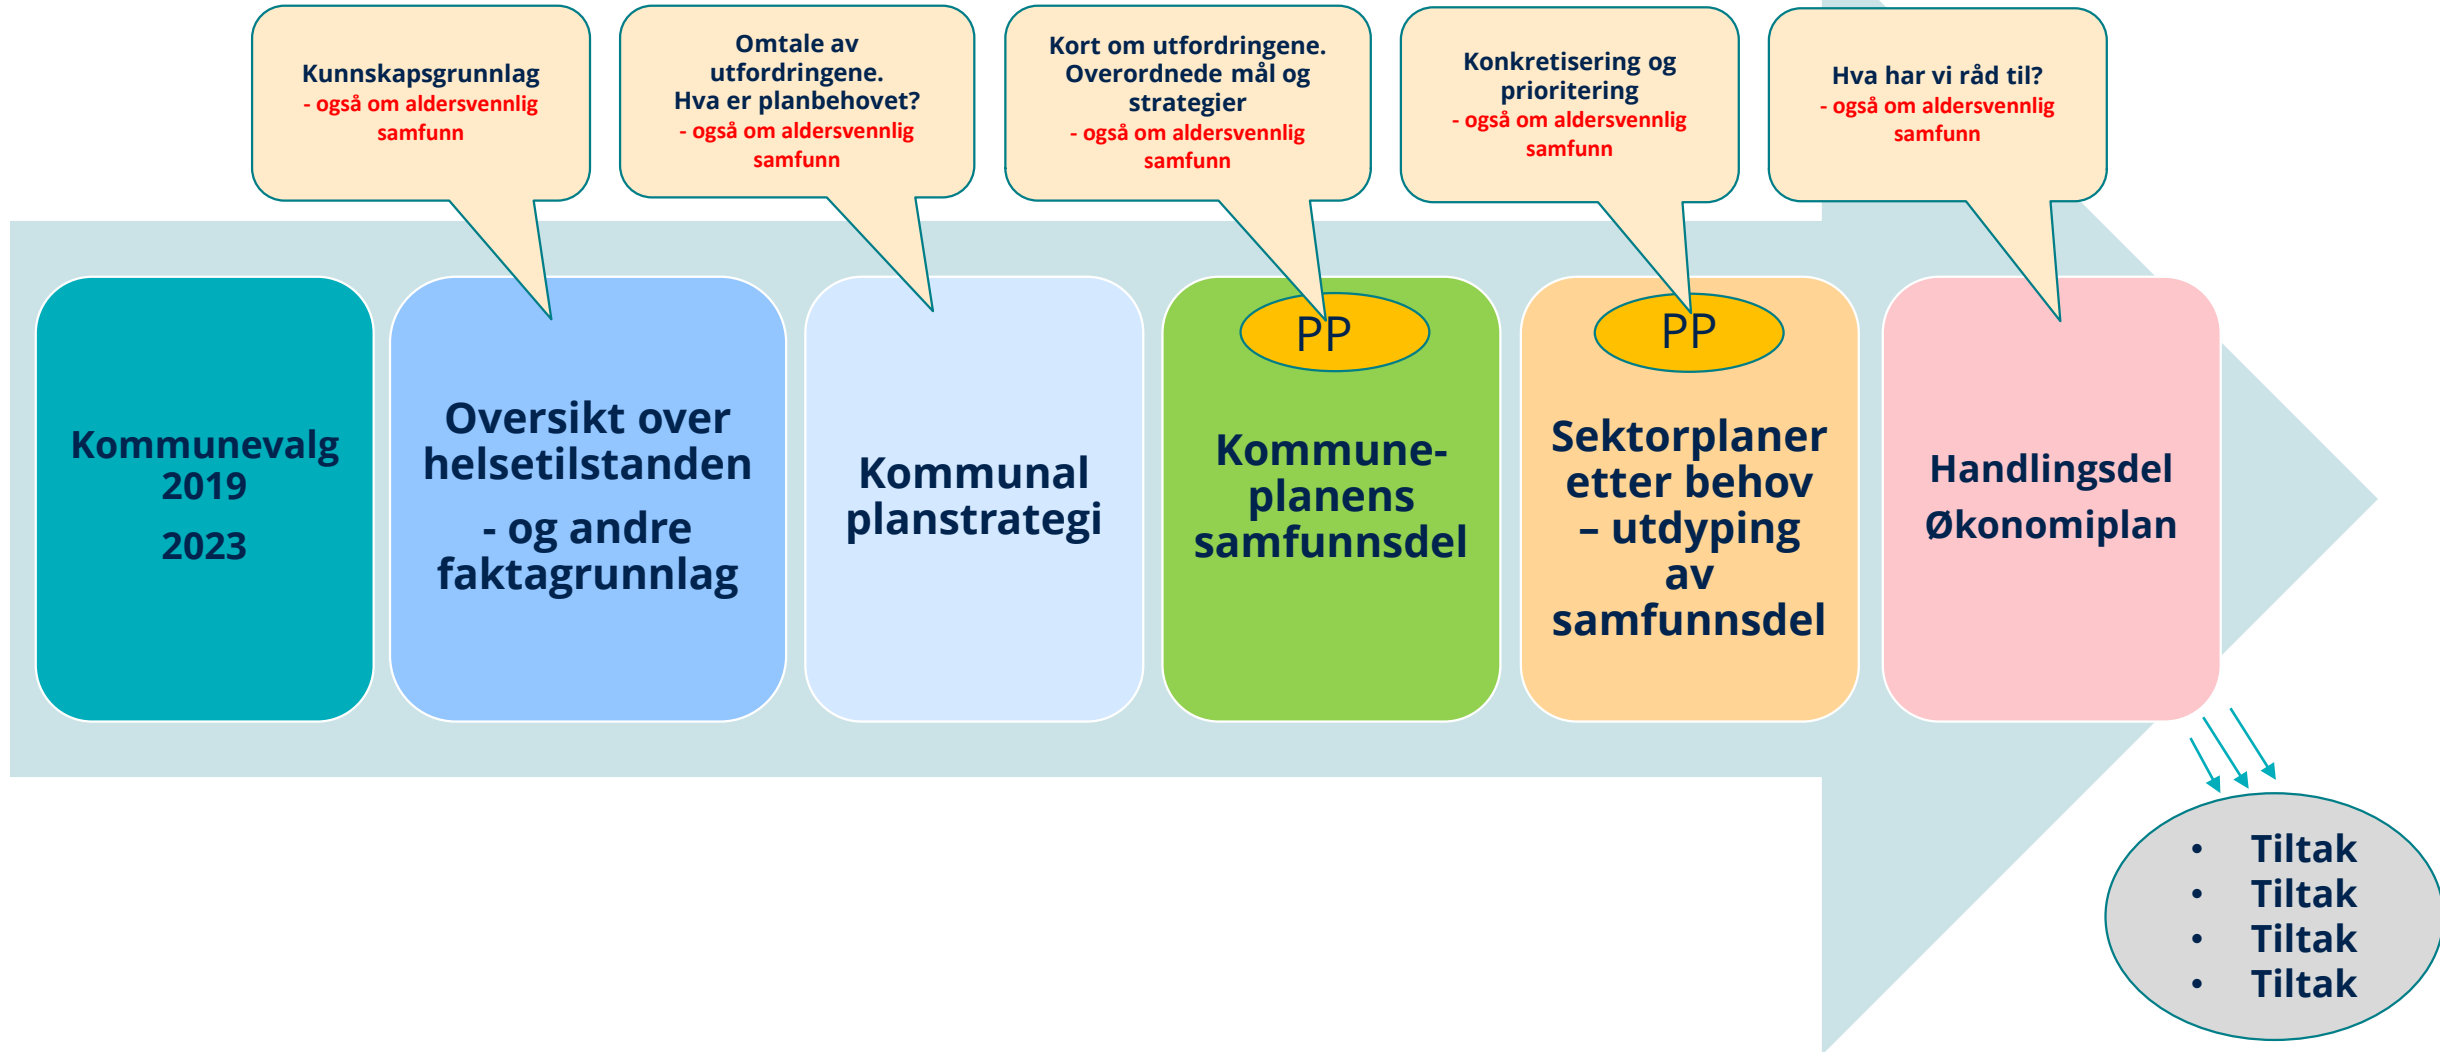 Kunnskapsgrunnlag
- også om aldersvennlig
samfunn
Omtale av
utfordringene.
Hva er planbehovet?
- også om aldersvennlig
samfunn
Kort om utfordringene.
Overordnede mål og
strategier
- også om aldersvennlig
samfunn
Konkretisering og
prioritering
- også om aldersvennlig
samfunn
Hva har vi råd til?
- også om aldersvennlig
samfunn
Kommunevalg
2019
2023
Oversikt over
helsetilstanden
- og andre
faktagrunnlag
Kommunal
planstrategi
PP
Kommune-
planens
samfunnsdel
PP
Sektorplaner
etter behov
– utdyping
av
samfunnsdel
Handlingsdel
Økonomiplan
• Tiltak
• Tiltak
• Tiltak
• Tiltak